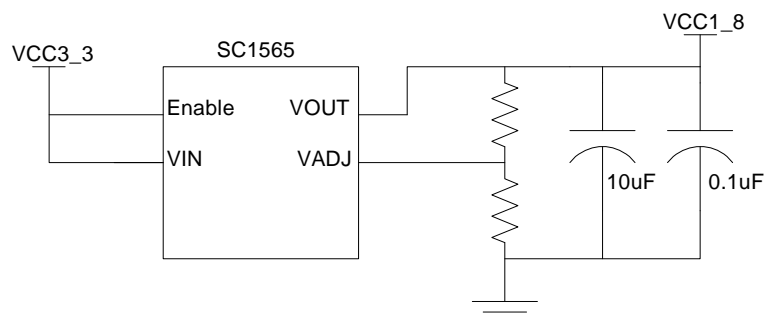 VCC1_8
SC1565
VCC3_3
Enable VOUT
VIN VADJ
10uF 0.1uF